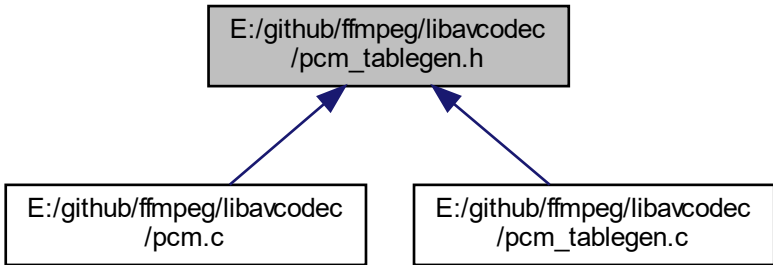 E:/github/ffmpeg/libavcodec
/pcm_tablegen.h
E:/github/ffmpeg/libavcodec
/pcm.c
E:/github/ffmpeg/libavcodec
/pcm_tablegen.c